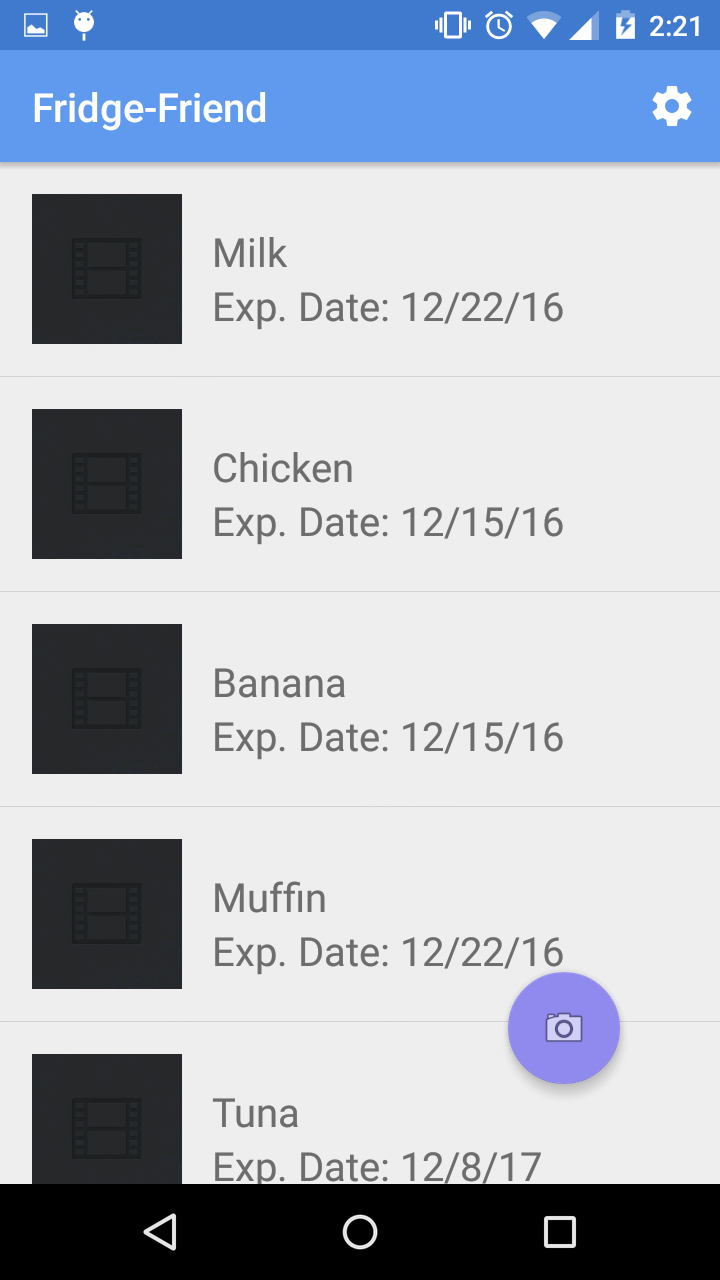 2:21
Fridge-Friend
Milk
Exp. Date: 12/22/16
Chicken
Exp. Date: 12/15/16
Banana
Exp. Date: 12/15/16
Muffin
Exp. Date: 12/22/16
Tuna
Exp. Date: 12/8/17